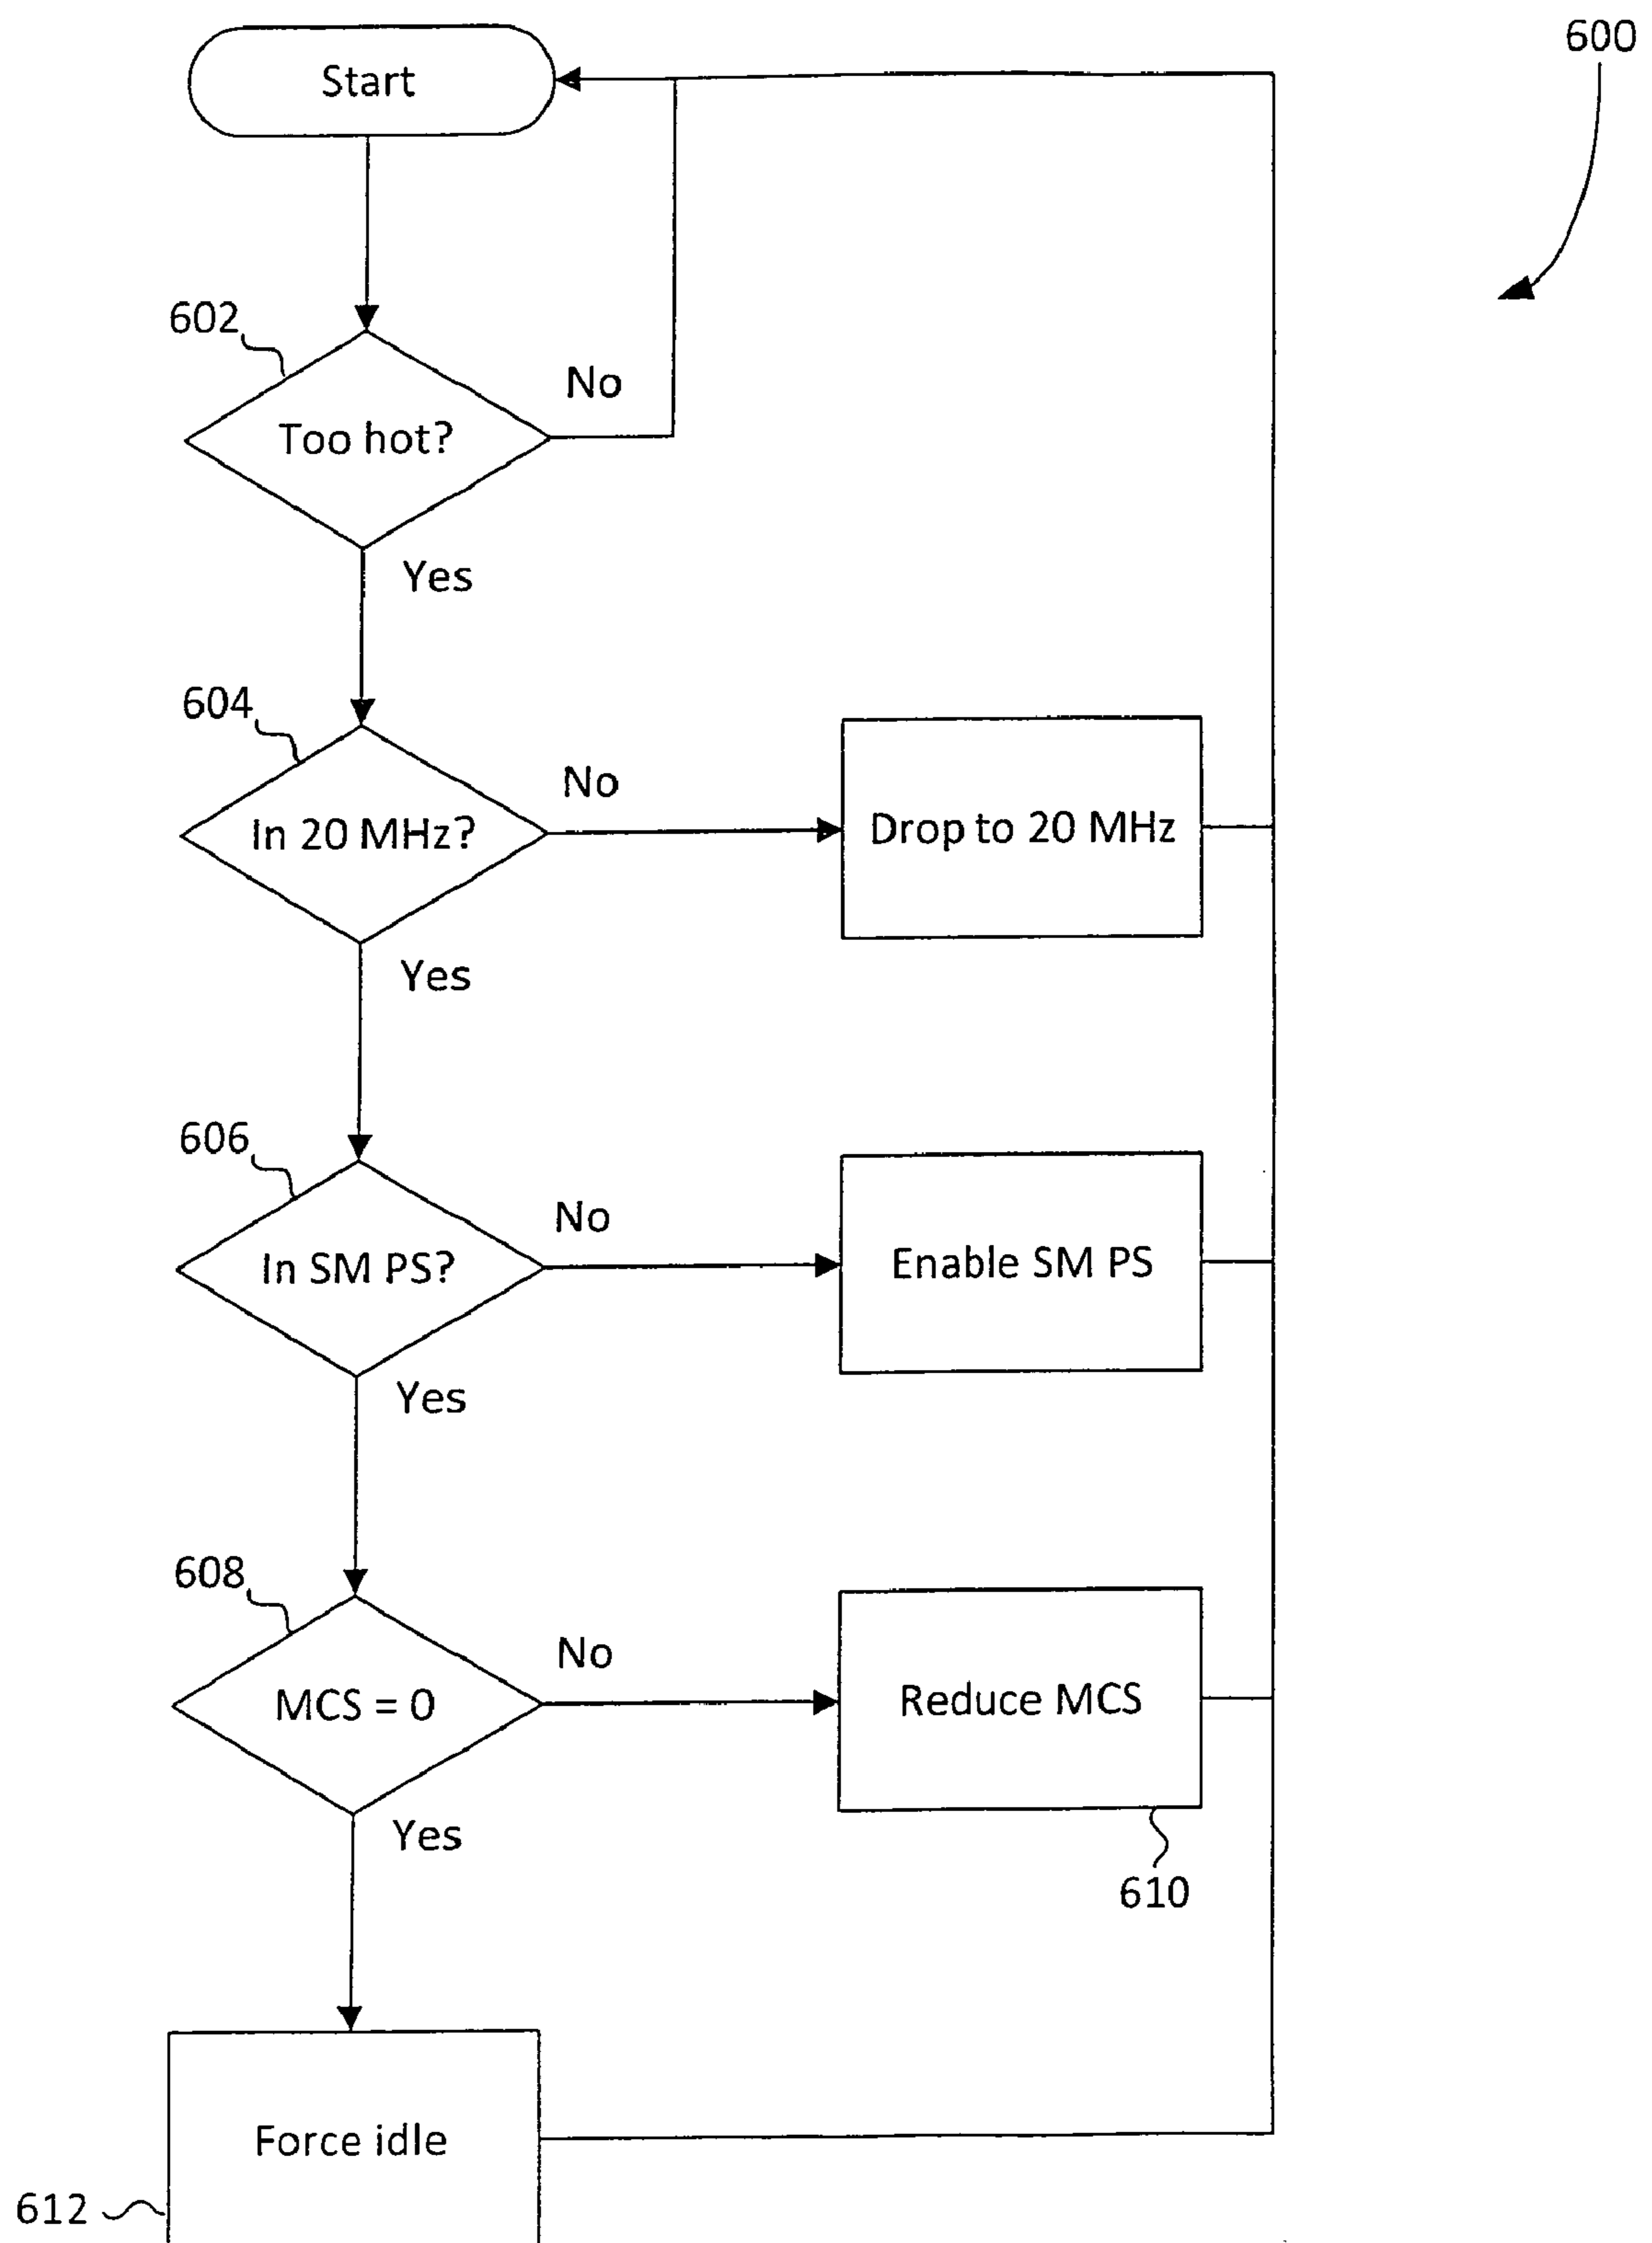 600
Start
602
No
Too hot?
Yes
604
No
In 20 MHz?
Drop to 20 MHz
Yes
606
No
In SM PS?
Enable SM PS
Yes
608
No
MCS = 0
Reduce MCS
Yes
610
Force idle
612